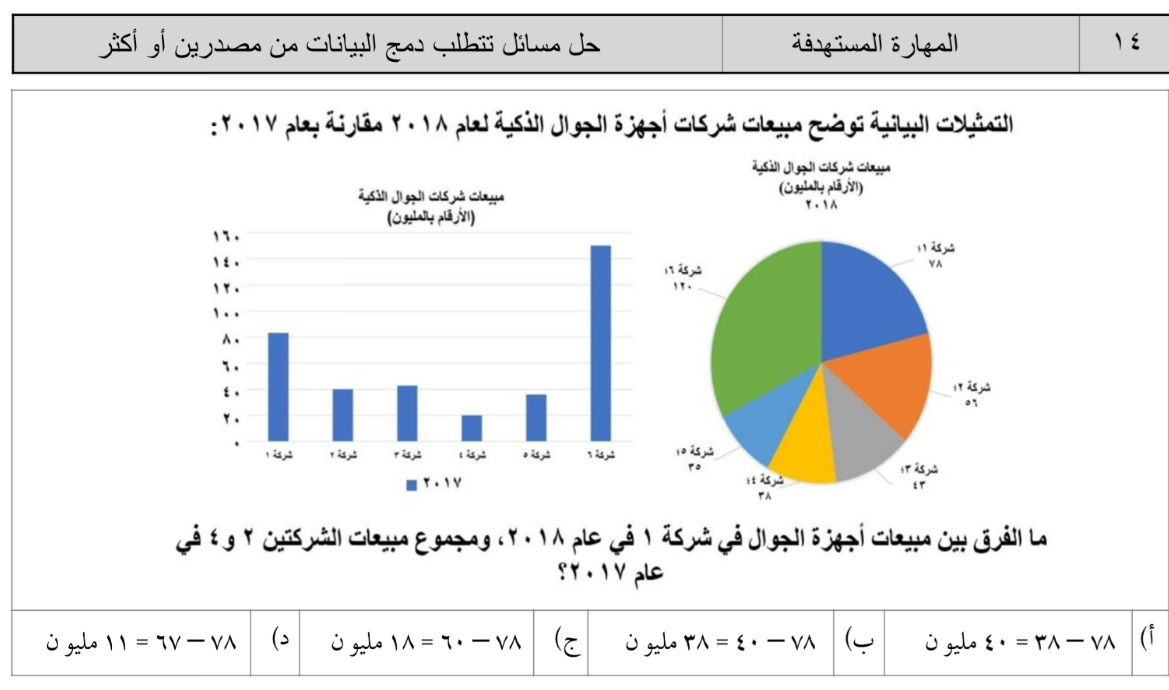 ١٤ المهارة المستهدفة حل مسائل تتطلب دمج البيانات من مصدرين أو أكثر
التمثيلات البيانية توضح مبيعات شركات أجهزة الجوال الذكية لعام ٢٠١٨ مقارنة بعام ٢٠١٧:
مبيعات شركات الجوال الذكية
(الأرقام بالمليون)
٢٠١٨
شركة ١؛
٧٨
شركة ٢؛
٥٦
شركة ٣؛
٤٣
شركة ٤؛
٣٨
شركة ٥؛
٣٥
شركة ٦؛
١٢٠
مبيعات شركات الجوال الذكية
(الأرقام بالمليون)
١٦٠
١٤٠
١٢٠
١٠٠
٨٠
٦٠
٤٠
٢٠
٠
شركة ١ شركة ٢ شركة ٣ شركة ٤ شركة ٥ شركة ٦
٢٠١٧
ما الفرق بين مبيعات أجهزة الجوال في شركة ١ في عام ٢٠١٨، ومجموع مبيعات الشركتين ٢ و٤ في
عام ٢٠١٧؟
أ) ٧٨ – ٣٨ = ٤٠ مليون ب) ٧٨ – ٤٠ = ٣٨ مليون ج) ٧٨ – ٦٠ = ١٨ مليون د) ٧٨ – ٦٧ = ١١ مليون